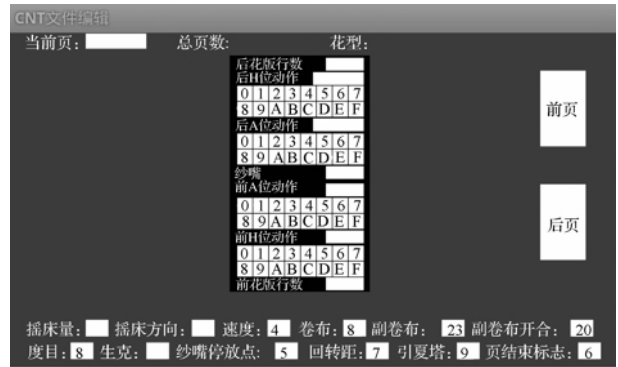 CNT文件编辑
当前页: 总页数: 花型:
后花版行数
后H位动作
0 1 2 3 4 5 6 7
8 9 A B C D E F
后A位动作
0 1 2 3 4 5 6 7
8 9 A B C D E F
纱嘴
前A位动作
0 1 2 3 4 5 6 7
8 9 A B C D E F
前H位动作
0 1 2 3 4 5 6 7
8 9 A B C D E F
前花版行数
前页
后页
摇床量: 摇床方向: 速度: 4 卷布: 8 副卷布: 23 副卷布开合: 20
度目: 8 生克: 纱嘴停放点: 5 回转距: 7 引夏塔: 9 页结束标志: 6